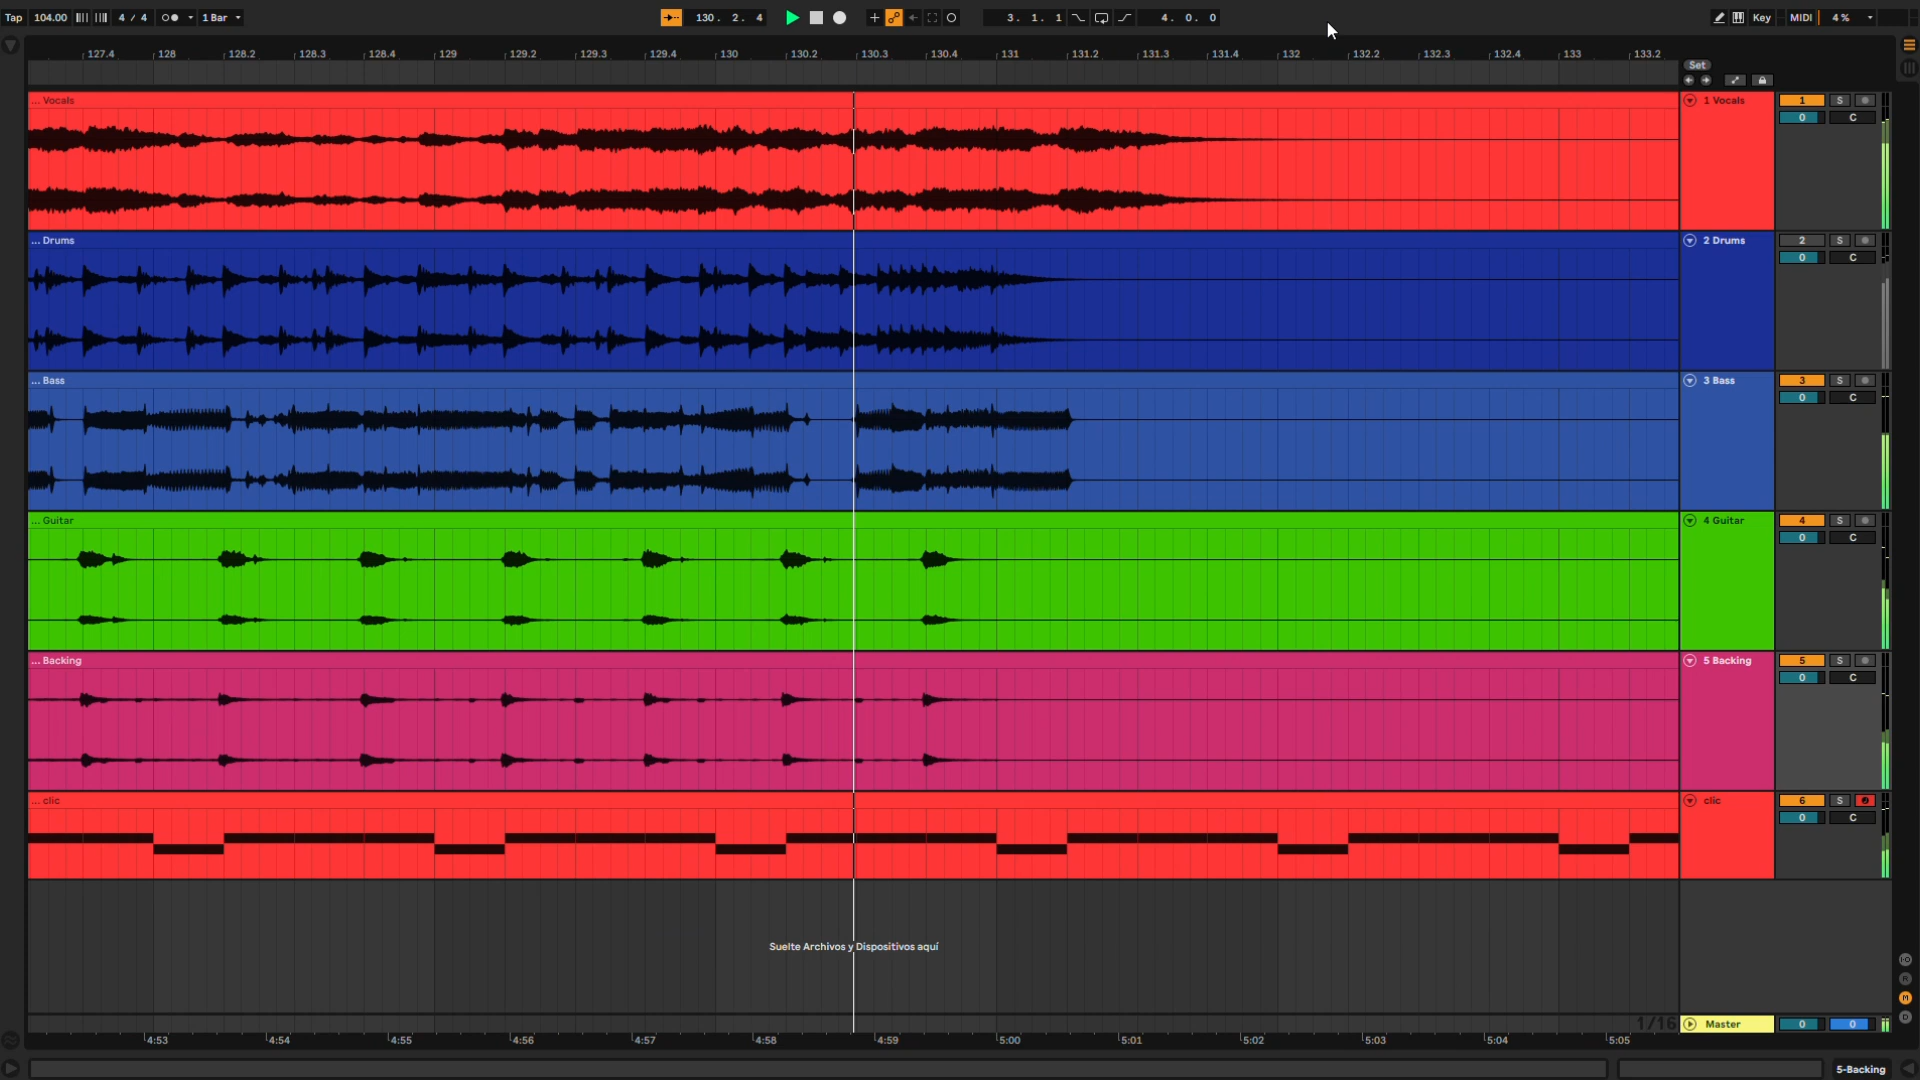 Tap 104.00 4 / 4 1 Bar 130. 2. 4 3. 1. 1 4. 0. 0 Key MIDI 4 %
127.4 128 128.2 128.3 128.4 129 129.2 129.3 129.4 130 130.2 130.3 130.4 131 131.2 131.3 131.4 132 132.2 132.3 132.4 133 133.2
Set
... Vocals 1 Vocals 1 S
0 C
... Drums 2 Drums 2 S
0 C
... Bass 3 Bass 3 S
0 C
... Guitar 4 Guitar 4 S
0 C
... Backing 5 Backing 5 S
0 C
... clic clic 6 S
0 C
Suelte Archivos y Dispositivos aquí
1/16 Master 0 0
4:53 4:54 4:55 4:56 4:57 4:58 4:59 5:00 5:01 5:02 5:03 5:04 5:05
5-Backing